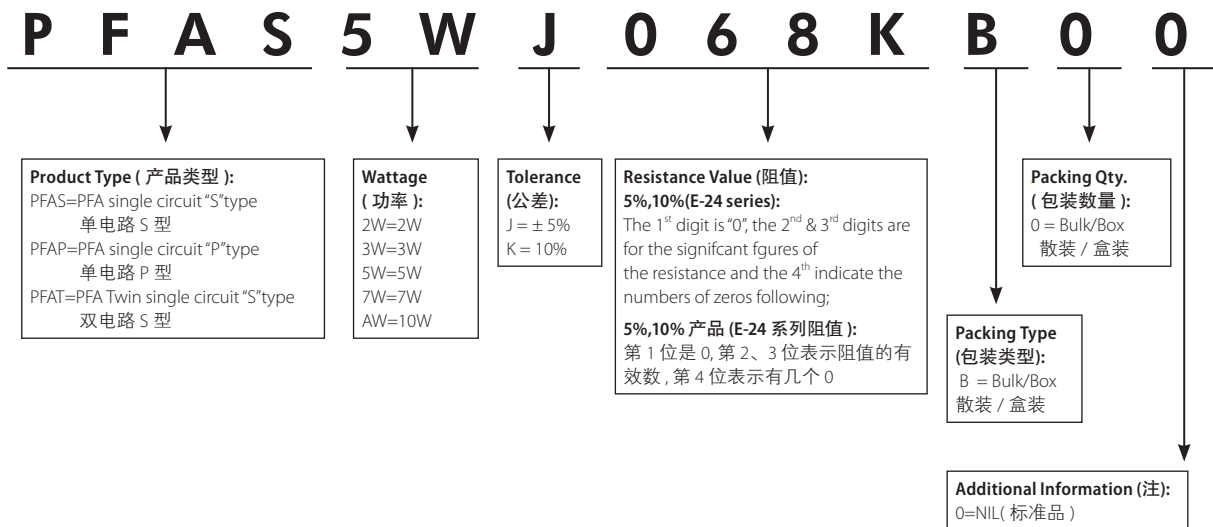 P F A S 5 W J 0 6 8 K B 0 0
Product Type ( 产品类型 ):
PFAS=PFA single circuit “S”type
单电路 S 型
PFAP=PFA single circuit “P”type
单电路 P 型
PFAT=PFA Twin single circuit “S”type
双电路 S 型
Wattage
( 功率 ):
2W=2W
3W=3W
5W=5W
7W=7W
AW=10W
Tolerance
(公差):
J = ± 5%
K = 10%
Resistance Value (阻值):
5%,10%(E-24 series):
The 1st digit is “0”, the 2nd & 3rd digits are
for the signifcant fgures of
the resistance and the 4th indicate the
numbers of zeros following;
5%,10% 产品 (E-24 系列阻值 ):
第 1 位是 0, 第 2、3 位表示阻值的有
效数 , 第 4 位表示有几个 0
Packing Type
(包装类型):
B = Bulk/Box
散装 / 盒装
Packing Qty.
( 包装数量 ):
0 = Bulk/Box
散装 / 盒装
Additional Information (注):
0=NIL( 标准品 )